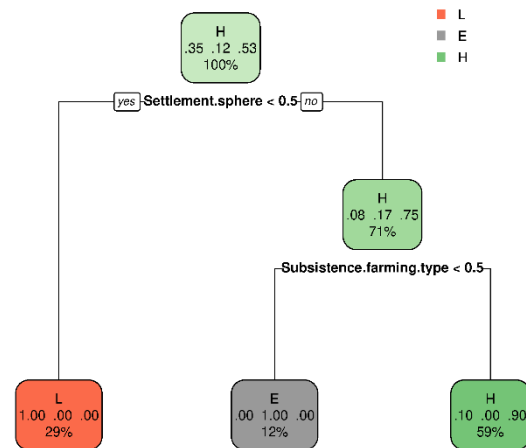 H
.35 .12 .53
100%
L
E
H
yes Settlement.sphere < 0.5 no
H
.08 .17 .75
71%
Subsistence.farming.type < 0.5
L
1.00 .00 .00
29%
E
.00 1.00 .00
12%
H
.10 .00 .90
59%